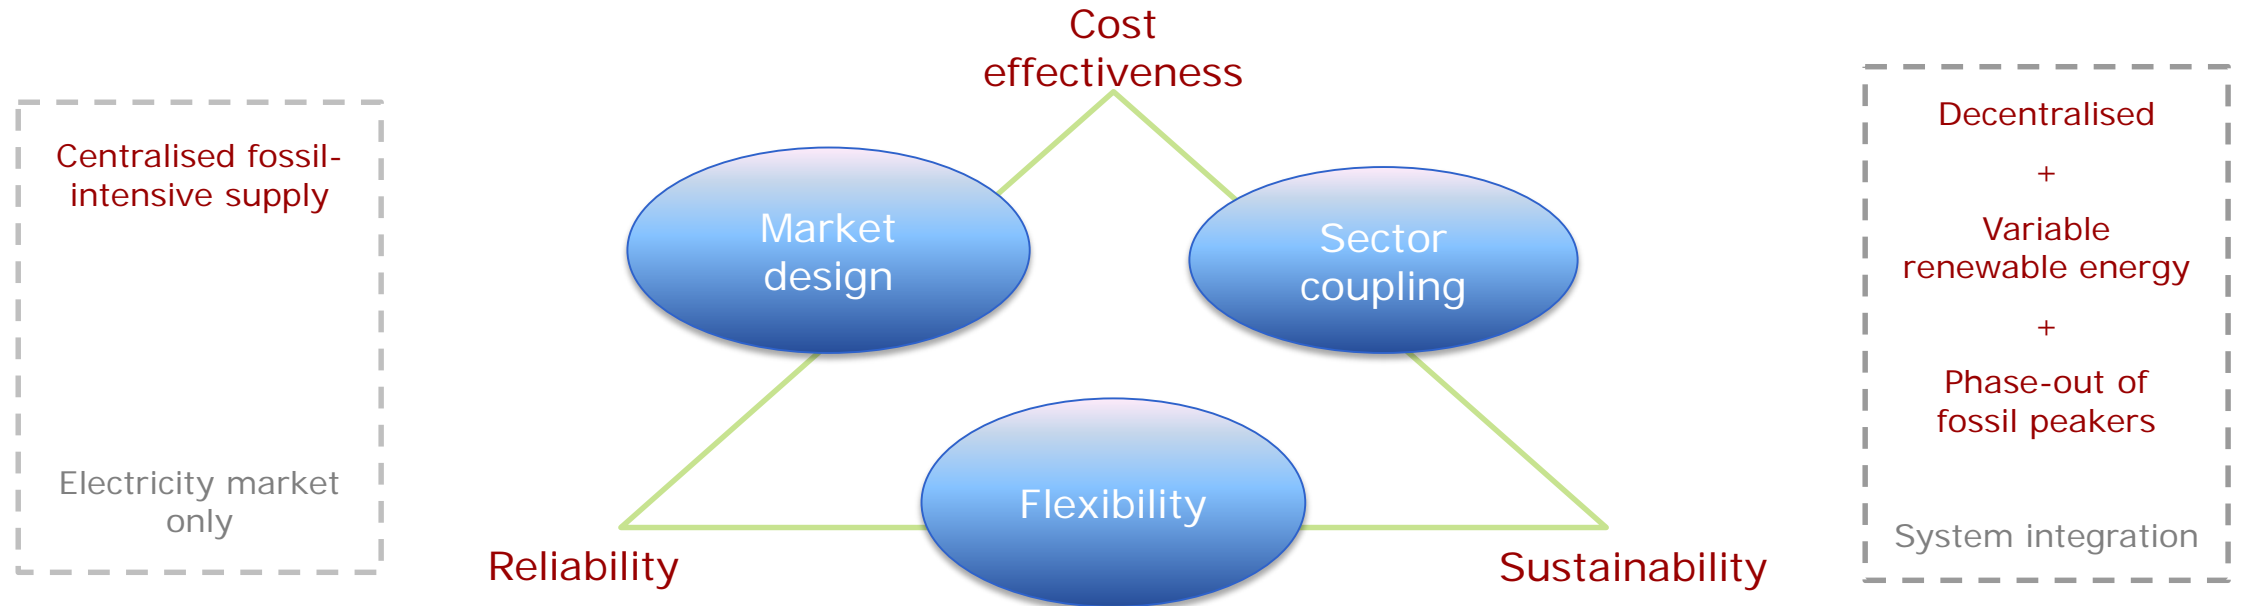 Centralised fossil-
intensive supply
Electricity market
only
Cost
effectiveness
Market
design
Sector
coupling
Flexibility
Reliability
Sustainability
Decentralised
+
Variable
renewable energy
+
Phase-out of
fossil peakers
System integration